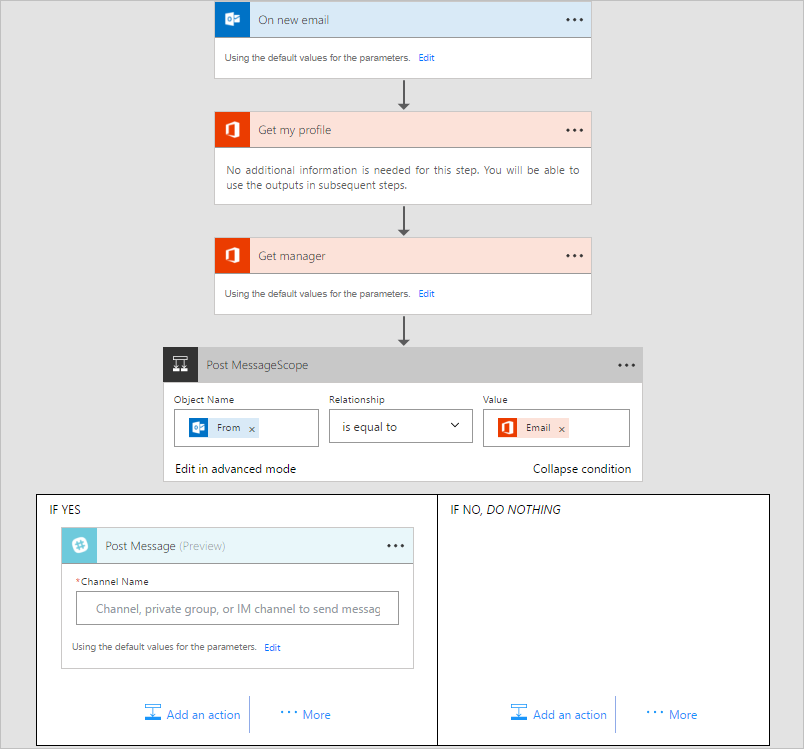 On new email
Using the default values for the parameters. Edit
Get my profile
No additional information is needed for this step. You will be able to
use the outputs in subsequent steps.
Get manager
Using the default values for the parameters. Edit
Post MessageScope
Object Name Relationship Value
From × is equal to Email ×
Edit in advanced mode Collapse condition
IF YES
Post Message (Preview)
*Channel Name
Channel, private group, or IM channel to send messag
Using the default values for the parameters. Edit
Add an action ··· More
IF NO, DO NOTHING
Add an action ··· More